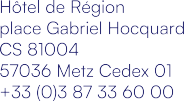 Hôtel de Région
place Gabriel Hocquard
CS 81004
57036 Metz Cedex 01
+33 (0)3 87 33 60 00